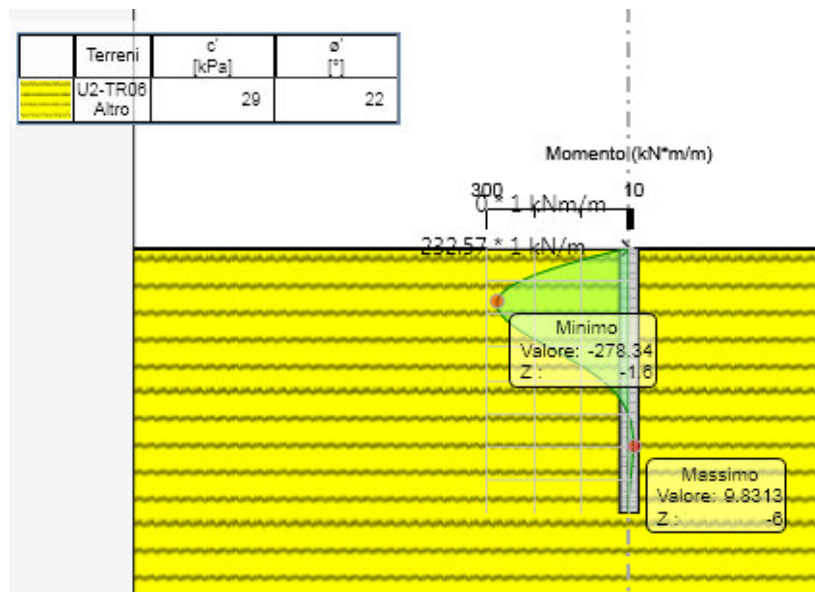 Terreni c' ø'
[kPa] [°]
U2-TR06
Altro 29 22
Momento (kN*m/m)
300 10
0 * 1 kNm/m
232.57 * 1 kN/m
Minimo
Valore: -278.34
Z : -1.6
Massimo
Valore: 9.8313
Z : -6